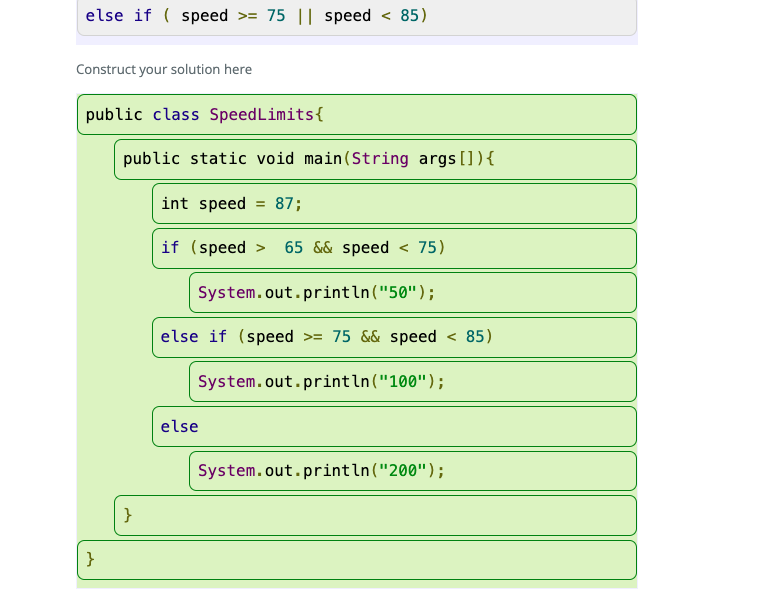 else if ( speed >= 75 || speed < 85)
Construct your solution here
public class SpeedLimits{
public static void main(String args[]){
int speed = 87;
if (speed >  65 && speed < 75)
System.out.println("50");
else if (speed >= 75 && speed < 85)
System.out.println("100");
else
System.out.println("200");
}
}